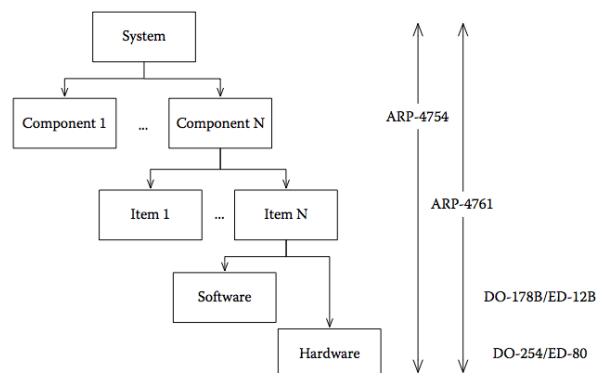 System
Component 1
...
Component N
ARP-4754
ARP-4761
Item 1
...
Item N
Software
DO-178B/ED-12B
Hardware
DO-254/ED-80